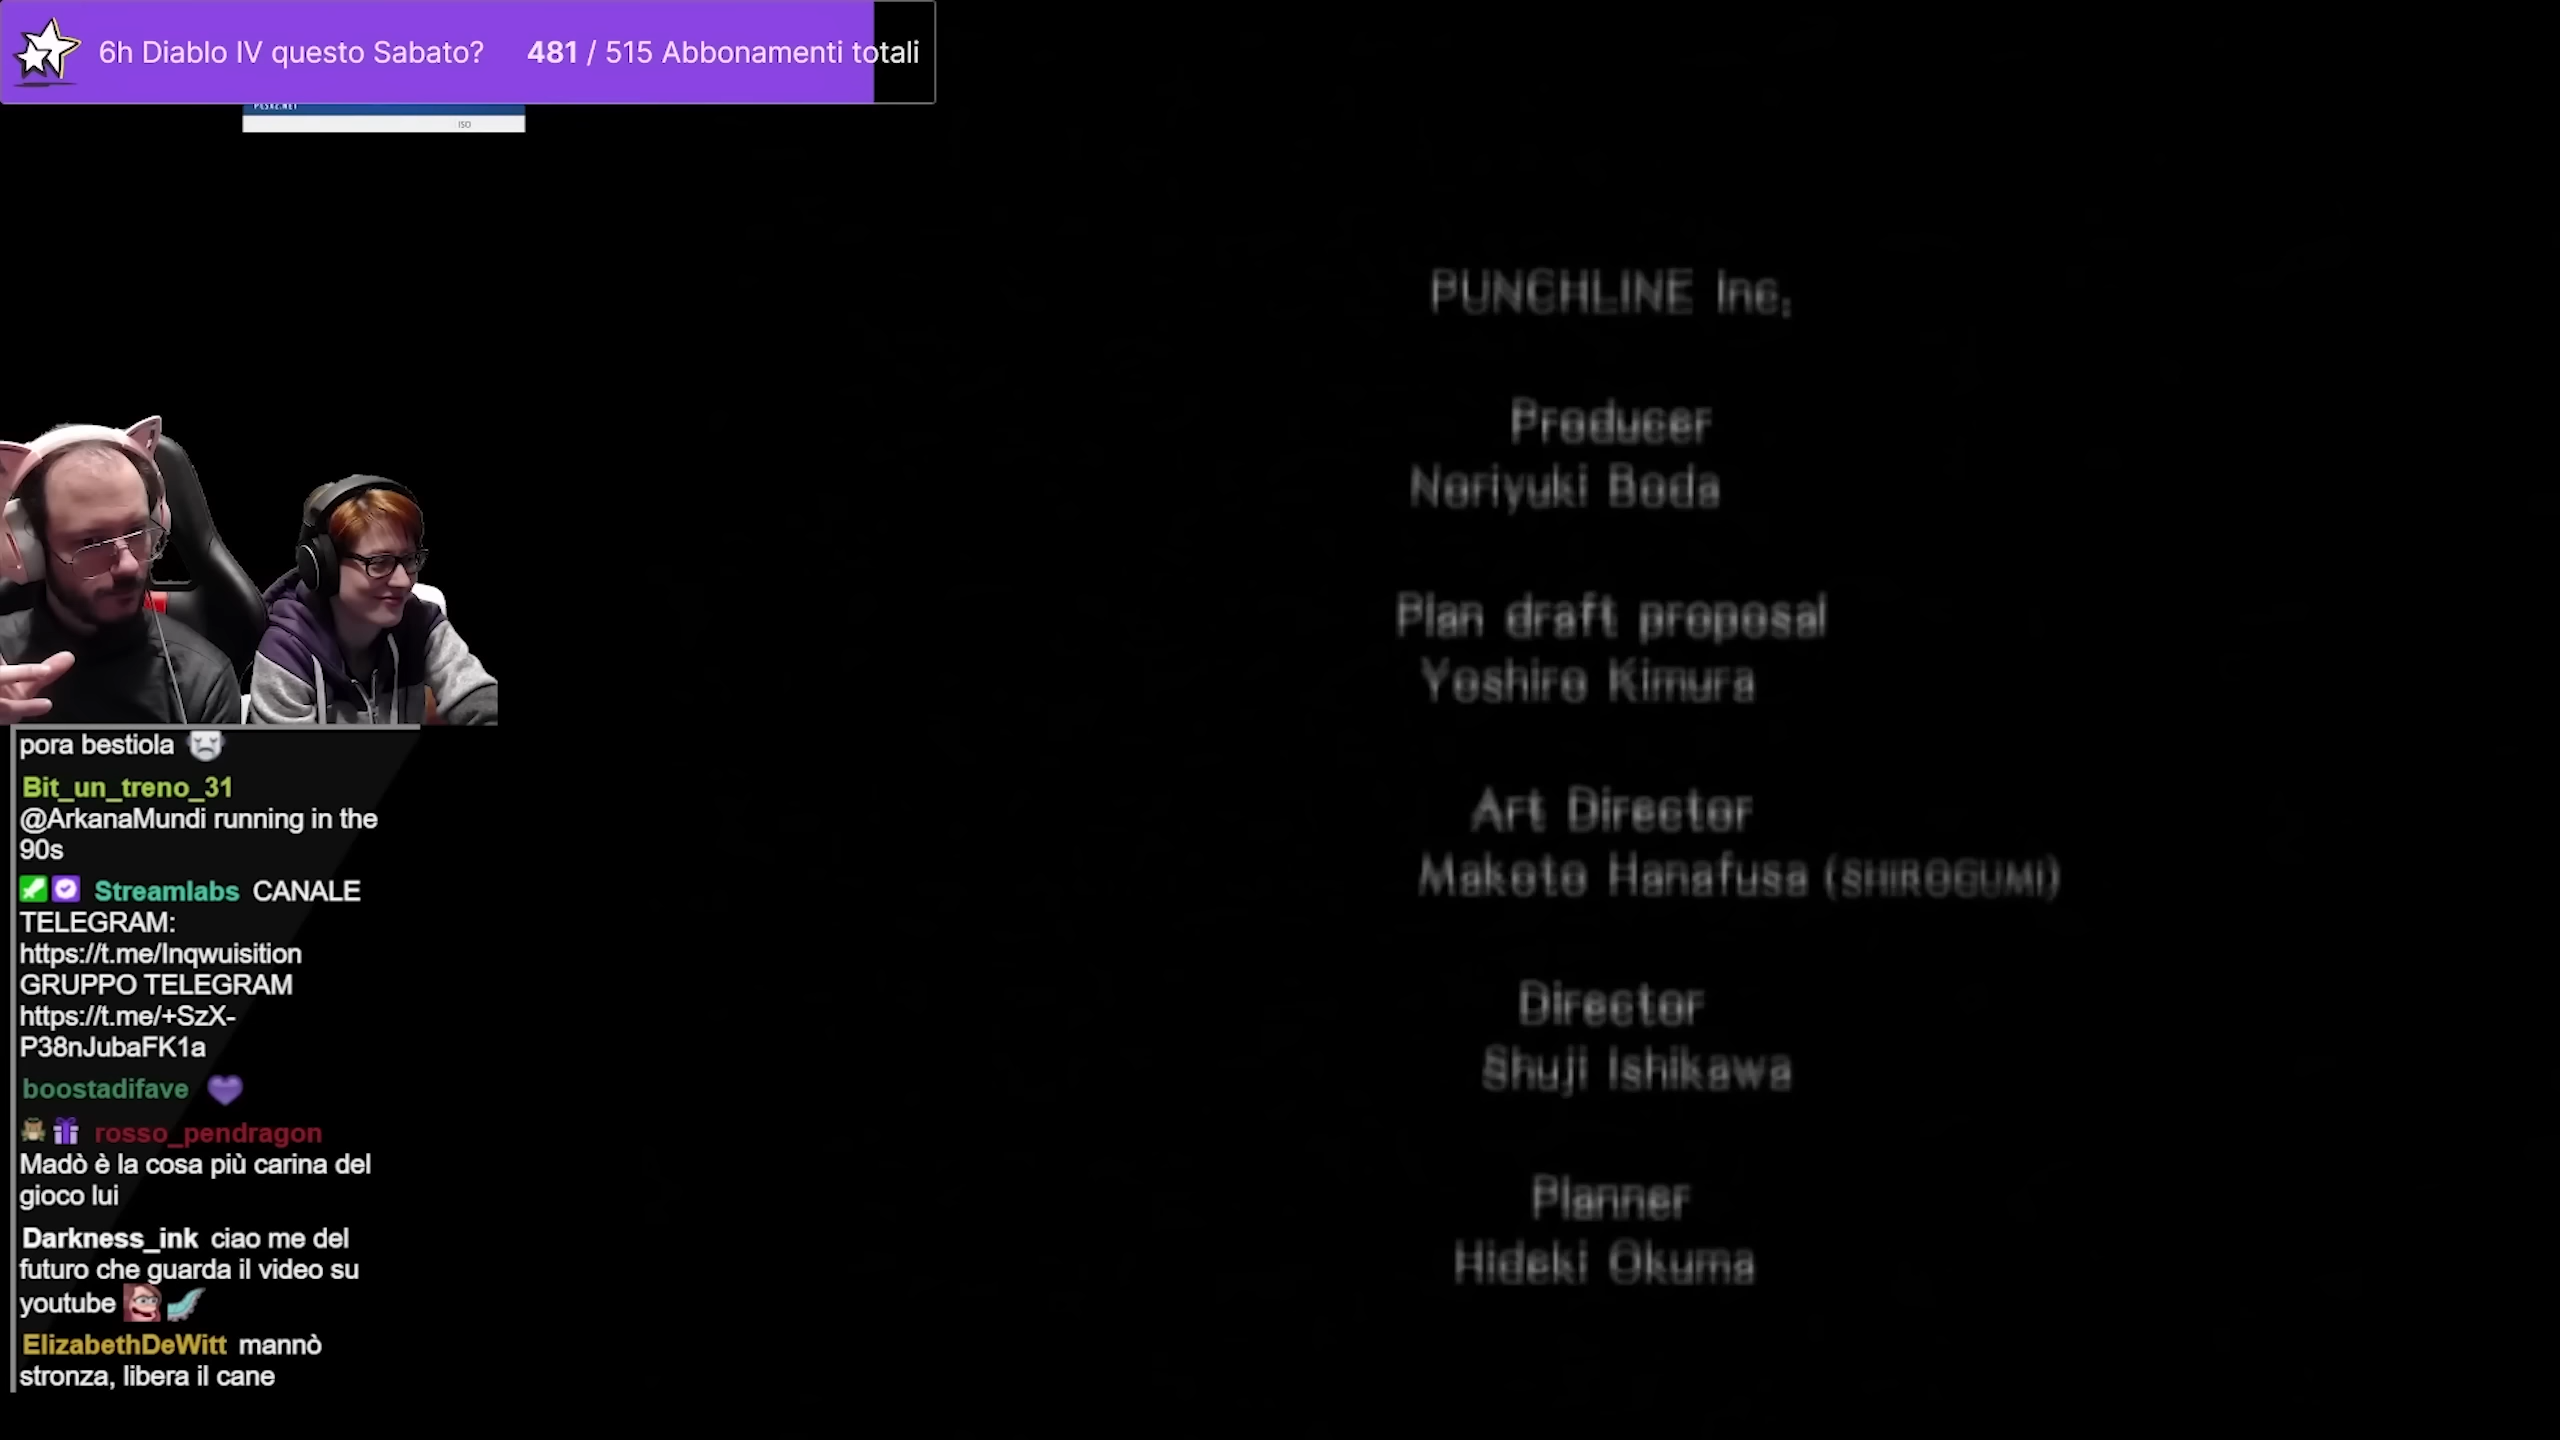 6h Diablo IV questo Sabato? 481 / 515 Abbonamenti totali
ISO
PUNCHLINE Inc.
Producer
Noriyuki Boda
Plan draft proposal
Yoshiro Kimura
Art Director
Makoto Hanafusa (SHIROGUMI)
Director
Shuji Ishikawa
Planner
Hideki Okuma
pora bestiola
Bit_un_treno_31
@ArkanaMundi running in the
90s
Streamlabs CANALE
TELEGRAM:
https://t.me/Inqwuisition
GRUPPO TELEGRAM
https://t.me/+SzX-
P38nJubaFK1a
boostadifave
rosso_pendragon
Madò è la cosa più carina del
gioco lui
Darkness_ink ciao me del
futuro che guarda il video su
youtube
ElizabethDeWitt mannò
stronza, libera il cane